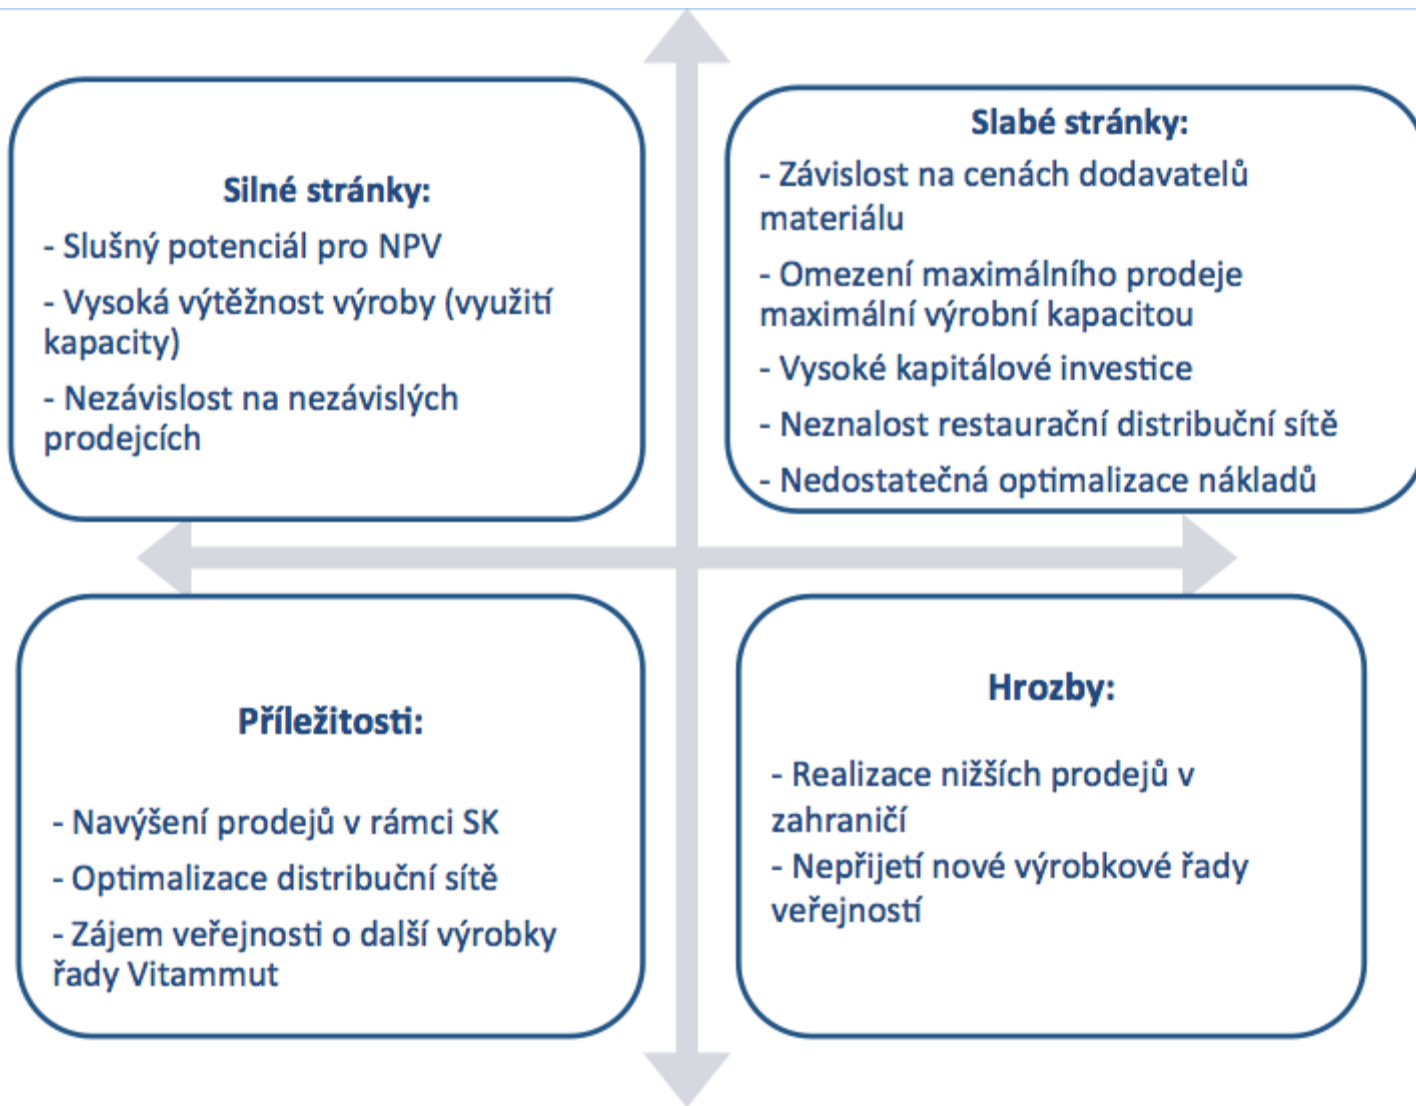 Silné stránky:
- Slušný potenciál pro NPV
- Vysoká výtěžnost výroby (využití
kapacity)
- Nezávislost na nezávislých
prodejcích
Slabé stránky:
- Závislost na cenách dodavatelů
materiálu
- Omezení maximálního prodeje
maximální výrobní kapacitou
- Vysoké kapitálové investice
- Neznalost restaurační distribuční sítě
- Nedostatečná optimalizace nákladů
Příležitosti:
- Navýšení prodejů v rámci SK
- Optimalizace distribuční sítě
- Zájem veřejnosti o další výrobky
řady Vitammut
Hrozby:
- Realizace nižších prodejů v
zahraničí
- Nepřijetí nové výrobkové řady
veřejností